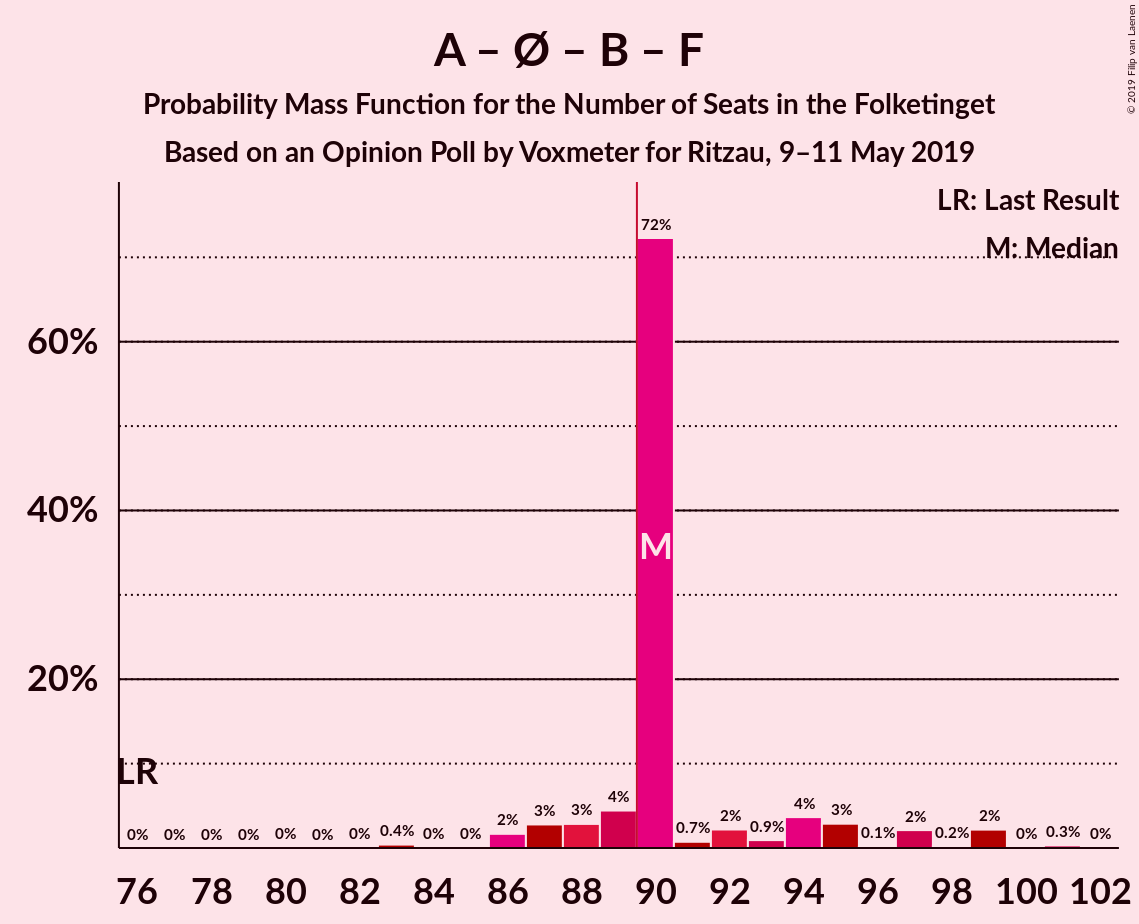 A – Ø – B – F
Probability Mass Function for the Number of Seats in the Folketinget
Based on an Opinion Poll by Voxmeter for Ritzau, 9–11 May 2019
© 2019 Filip van Laenen
LR: Last Result
M: Median
72%
60%
40%
M
20%
LR
0% 0% 0% 0% 0% 0% 0% 0.4% 0% 0% 2% 3% 3% 4% 0.7% 2% 0.9% 4% 3% 0.1% 2% 0.2% 2% 0% 0.3% 0%
76 78 80 82 84 86 88 90 92 94 96 98 100 102